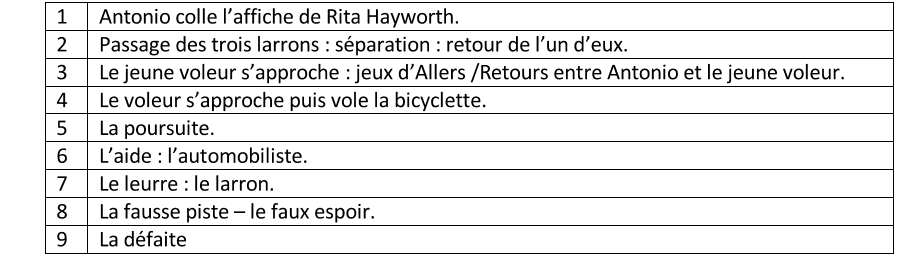 1 Antonio colle l’affiche de Rita Hayworth.
2 Passage des trois larrons : séparation : retour de l’un d’eux.
3 Le jeune voleur s’approche : jeux d’Allers /Retours entre Antonio et le jeune voleur.
4 Le voleur s’approche puis vole la bicyclette.
5 La poursuite.
6 L’aide : l’automobiliste.
7 Le leurre : le larron.
8 La fausse piste – le faux espoir.
9 La défaite